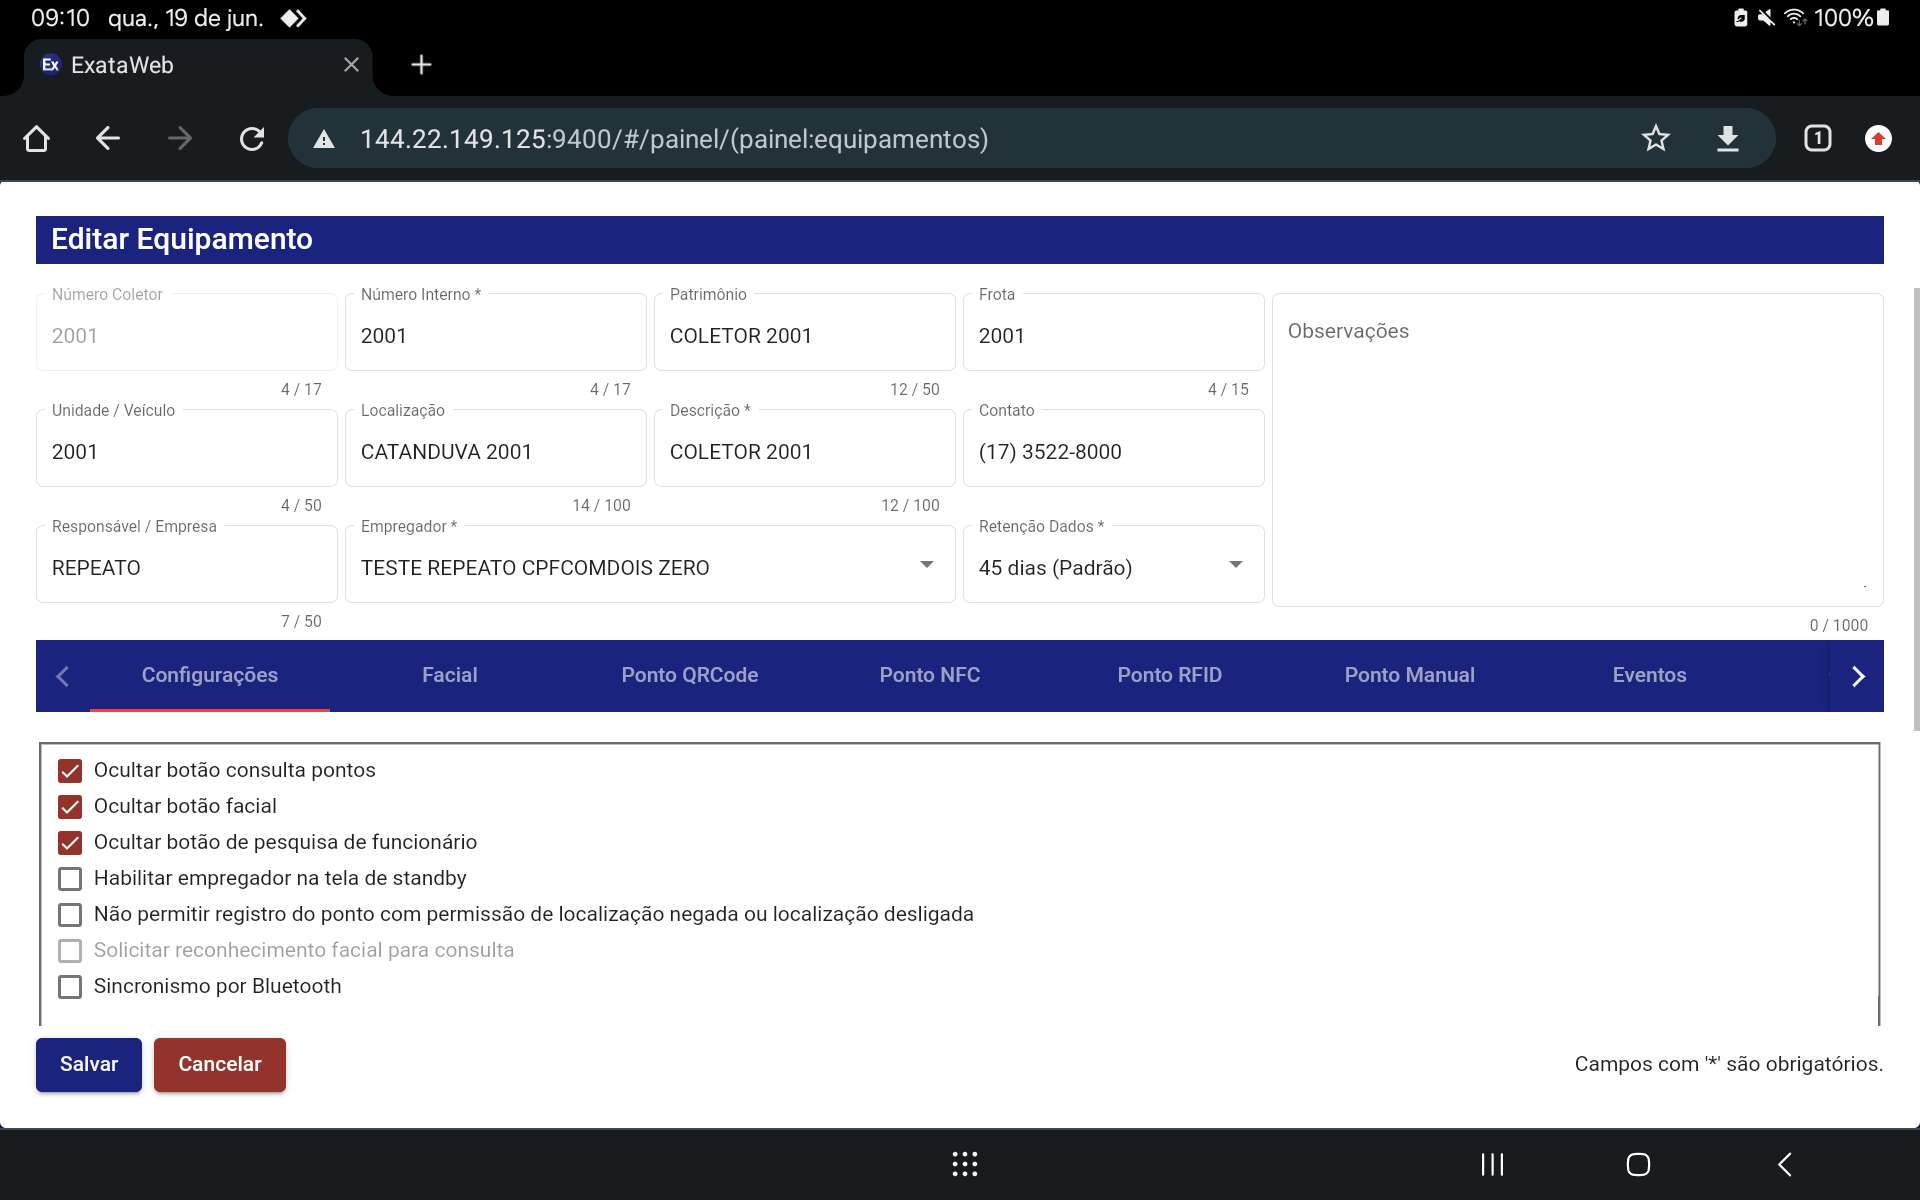 09:10 qua., 19 de jun. 100%
Ex ExataWeb
144.22.149.125:9400/#/painel/(painel:equipamentos) 1
Editar Equipamento
Número Coletor Número Interno * Patrimônio Frota
2001 2001 COLETOR 2001 2001 Observações
4 / 17 4 / 17 12 / 50 4 / 15
Unidade / Veículo Localização Descrição * Contato
2001 CATANDUVA 2001 COLETOR 2001 (17) 3522-8000
4 / 50 14 / 100 12 / 100
Responsável / Empresa Empregador * Retenção Dados *
REPEATO TESTE REPEATO CPFCOMDOIS ZERO 45 dias (Padrão)
7 / 50 0 / 1000
Configurações Facial Ponto QRCode Ponto NFC Ponto RFID Ponto Manual Eventos
Ocultar botão consulta pontos
Ocultar botão facial
Ocultar botão de pesquisa de funcionário
Habilitar empregador na tela de standby
Não permitir registro do ponto com permissão de localização negada ou localização desligada
Solicitar reconhecimento facial para consulta
Sincronismo por Bluetooth
Salvar Cancelar Campos com '*' são obrigatórios.